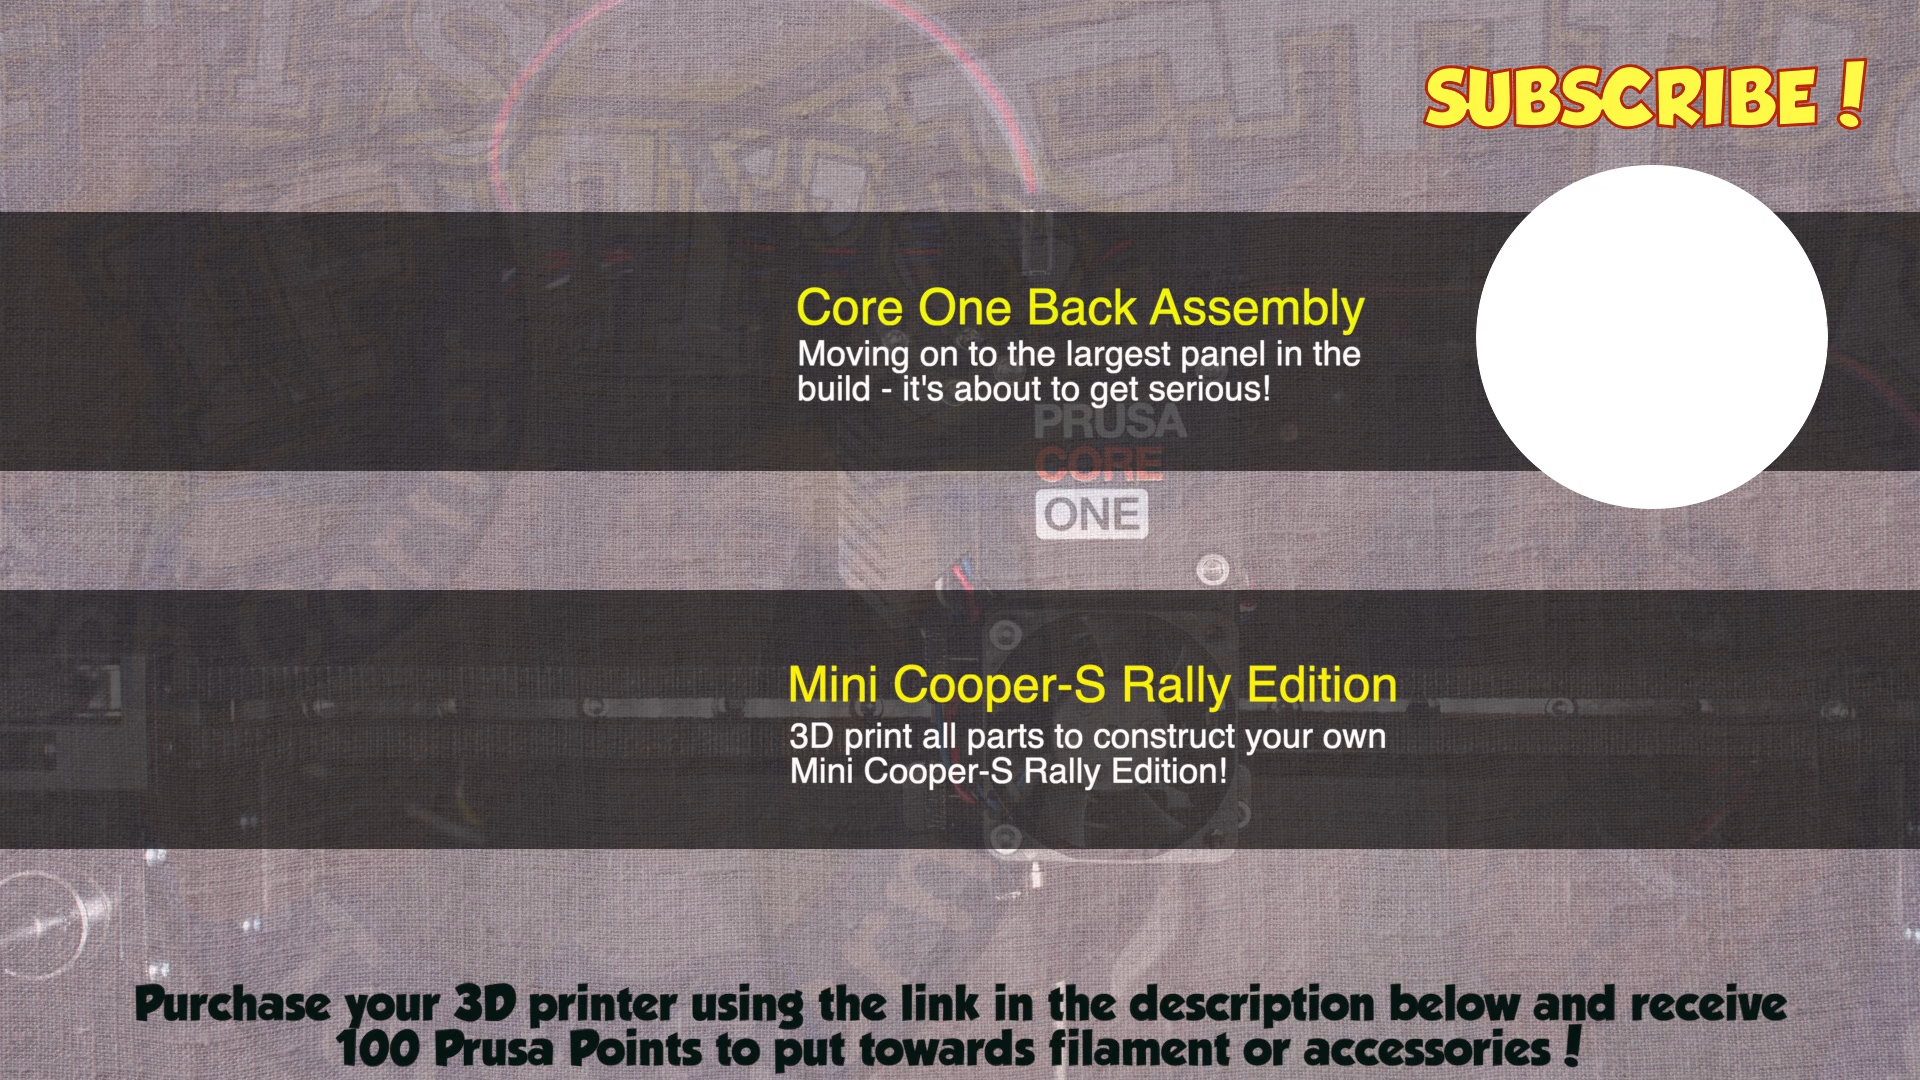 SUBSCRIBE!
Core One Back Assembly
Moving on to the largest panel in the
build - it's about to get serious!
PRUSA
CORE
ONE
Mini Cooper-S Rally Edition
3D print all parts to construct your own
Mini Cooper-S Rally Edition!
Purchase your 3D printer using the link in the description below and receive
100 Prusa Points to put towards filament or accessories!